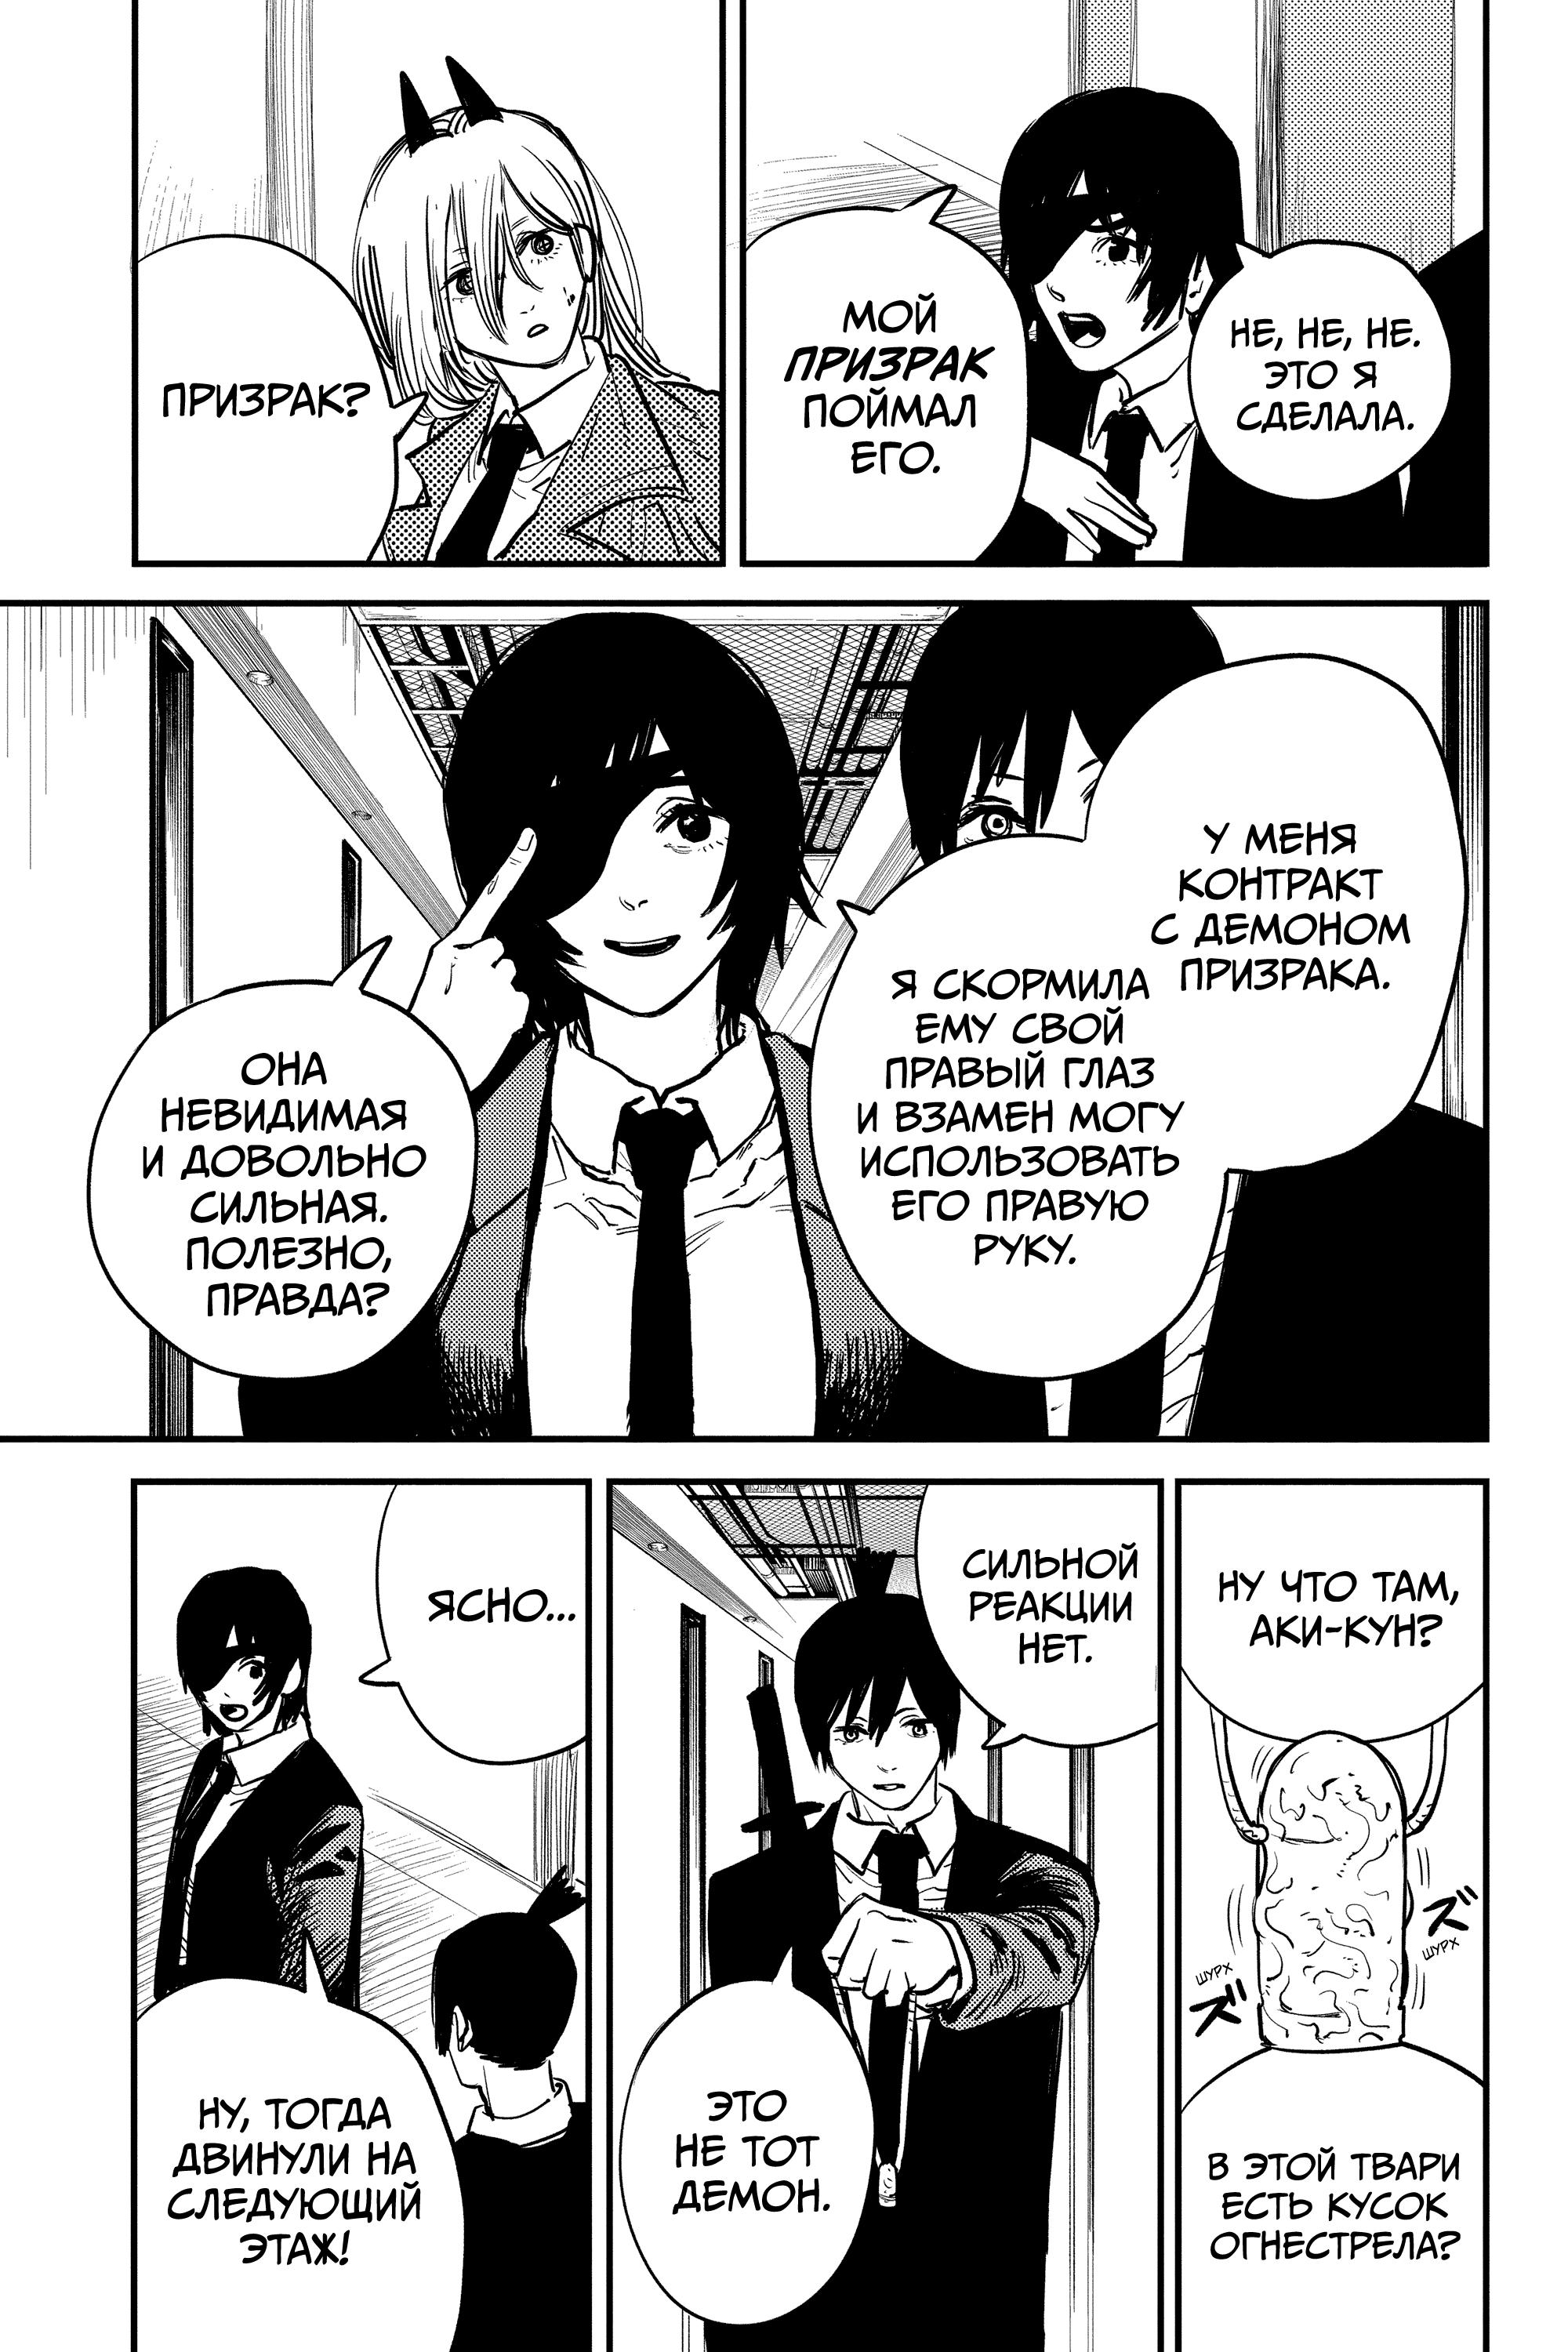 НЕ, НЕ, НЕ.
ЭТО Я
СДЕЛАЛА.
МОЙ
ПРИЗРАК
ПОЙМАЛ
ЕГО.
ПРИЗРАК?
У МЕНЯ
КОНТРАКТ
С ДЕМОНОМ
ПРИЗРАКА.
Я СКОРМИЛА
ЕМУ СВОЙ
ПРАВЫЙ ГЛАЗ
И ВЗАМЕН МОГУ
ИСПОЛЬЗОВАТЬ
ЕГО ПРАВУЮ
РУКУ.
ОНА
НЕВИДИМАЯ
И ДОВОЛЬНО
СИЛЬНАЯ.
ПОЛЕЗНО,
ПРАВДА?
НУ ЧТО ТАМ,
АКИ-КУН?
ズ
ШУРХ
ШУРХ
ズ
В ЭТОЙ ТВАРИ
ЕСТЬ КУСОК
ОГНЕСТРЕЛА?
СИЛЬНОЙ
РЕАКЦИИ
НЕТ.
ЭТО
НЕ ТОТ
ДЕМОН.
ЯСНО...
НУ, ТОГДА
ДВИНУЛИ НА
СЛЕДУЮЩИЙ
ЭТАЖ!